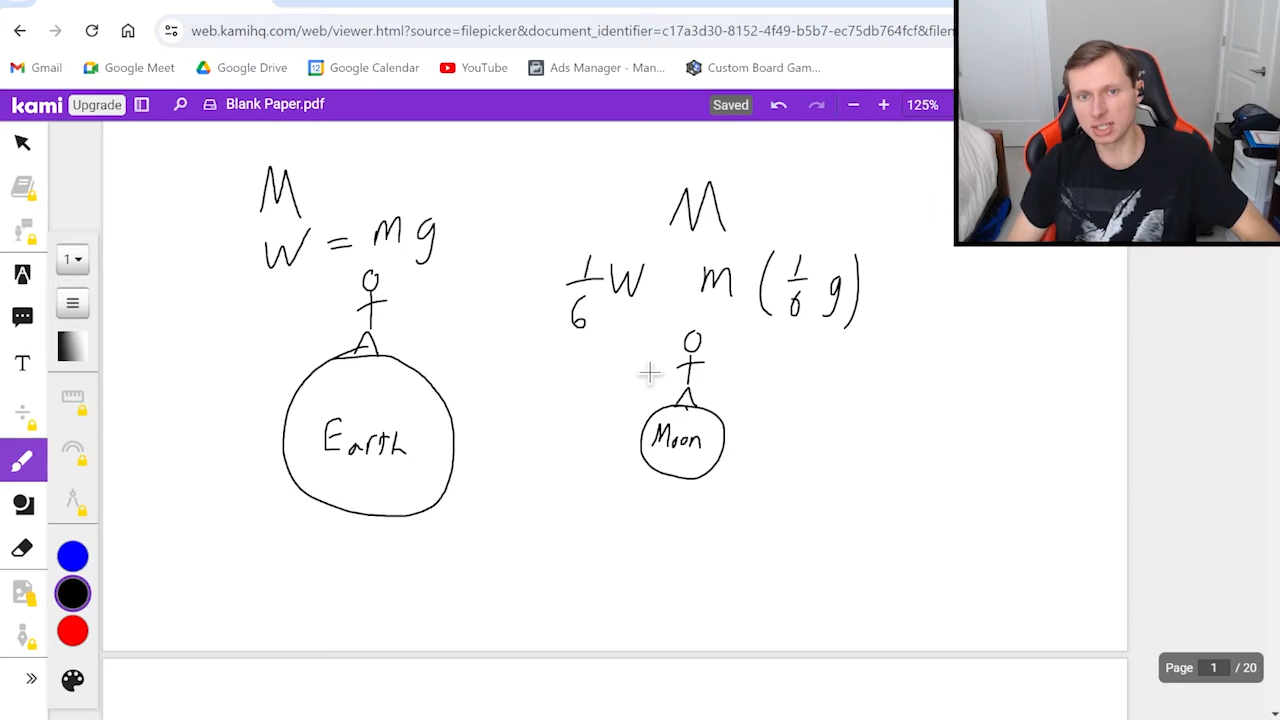 web.kamihq.com/web/viewer.html?source=filepicker&document_identifier=c17a3d30-8152-4f49-b5b7-ec75db764fcf&filen
Gmail
Google Meet
Google Drive
12
Google Calendar
YouTube
Ads Manager - Man...
Custom Board Gam...
kami
Upgrade
Blank Paper.pdf
Saved
125%
M
W = mg
M
1/6 W m (1/6 g)
Earth
Moon
1
A
T
Page 1 / 20